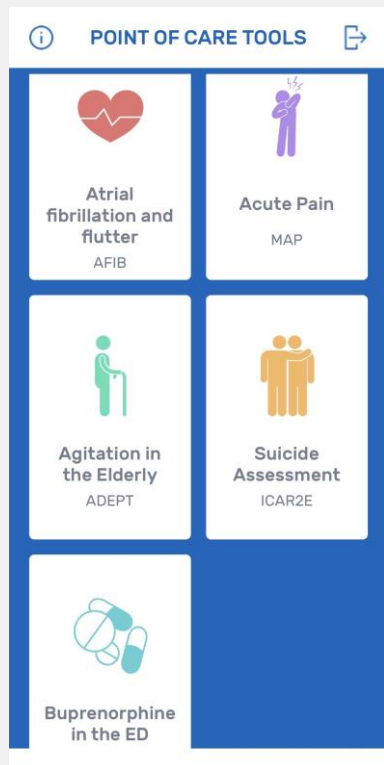 POINT OF CARE TOOLS
Atrial
fibrillation and
flutter
AFIB
Acute Pain
MAP
Agitation in
the Elderly
ADEPT
Suicide
Assessment
ICAR2E
Buprenorphine
in the ED